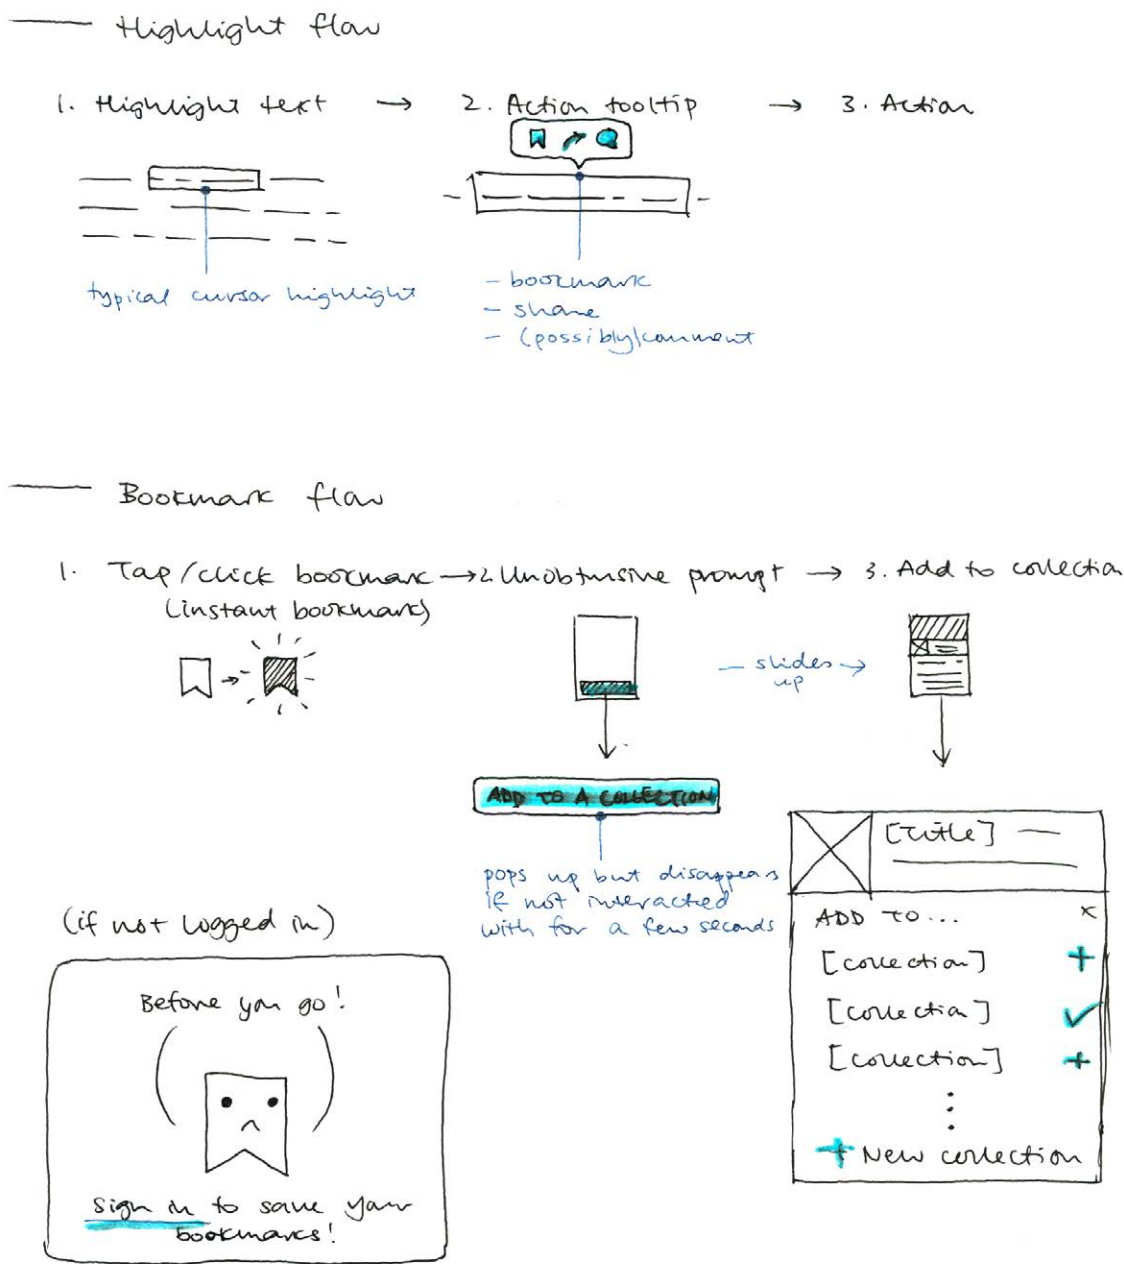 Highlight flow
1. Highlight text → 2. Action tooltip → 3. Action
typical cursor highlight
- bookmark
- share
- (possibly) comment
Bookmark flow
1. Tap/click bookmark → 2. Unobtrusive prompt → 3. Add to collection
(instant bookmark)
slides →
up
ADD TO A COLLECTION
pops up but disappears
if not interacted
with for a few seconds
[Title]
ADD TO... x
[collection] +
[collection] ✓
[collection] +
+ New collection
(if not logged in)
Before you go!
sign in to save your
bookmarks!